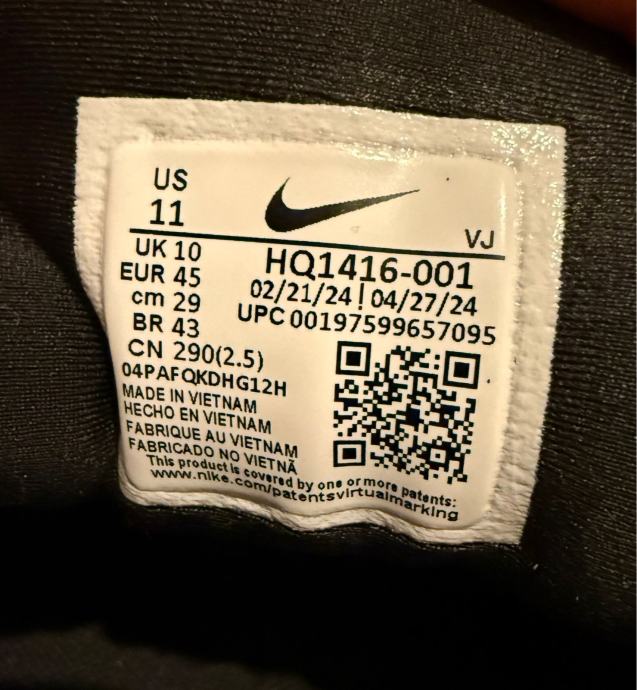 US
11
VJ
UK 10
EUR 45
cm 29
BR 43
CN 290(2.5)
HQ1416-001
02/21/24 | 04/27/24
UPC 00197599657095
04PAFQKDHG12H
MADE IN VIETNAM
HECHO EN VIETNAM
FABRIQUE AU VIETNAM
FABRICADO NO VIETNÃ
This product is covered by one or more patents:
www.nike.com/patentsvirtualmarking